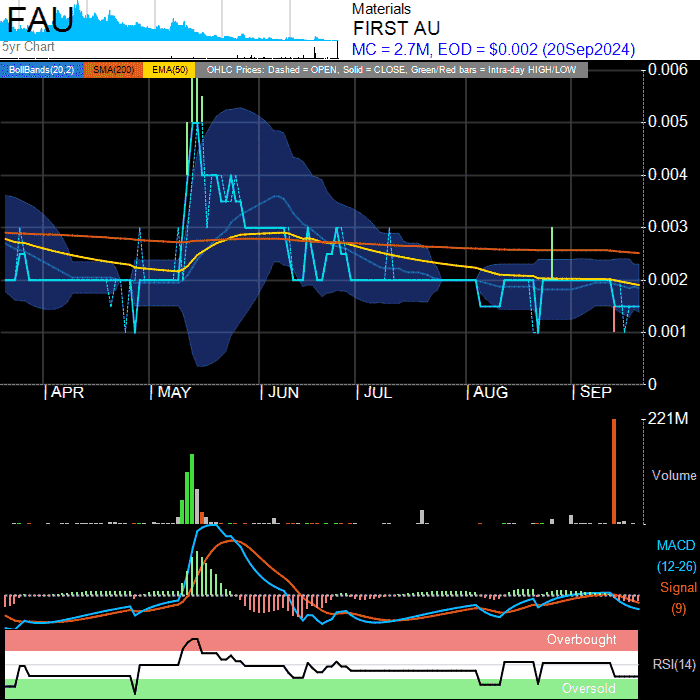 FAU
5yr Chart
Materials
FIRST AU
MC = 2.7M, EOD = $0.002 (20Sep2024)
BollBands(20,2) SMA(200) EMA(50) OHLC Prices: Dashed = OPEN, Solid = CLOSE, Green/Red bars = Intra-day HIGH/LOW
0.006
0.005
0.004
0.003
0.002
0.001
0
APR MAY JUN JUL AUG SEP
221M
Volume
MACD
(12-26)
Signal
(9)
Overbought
RSI(14)
Oversold